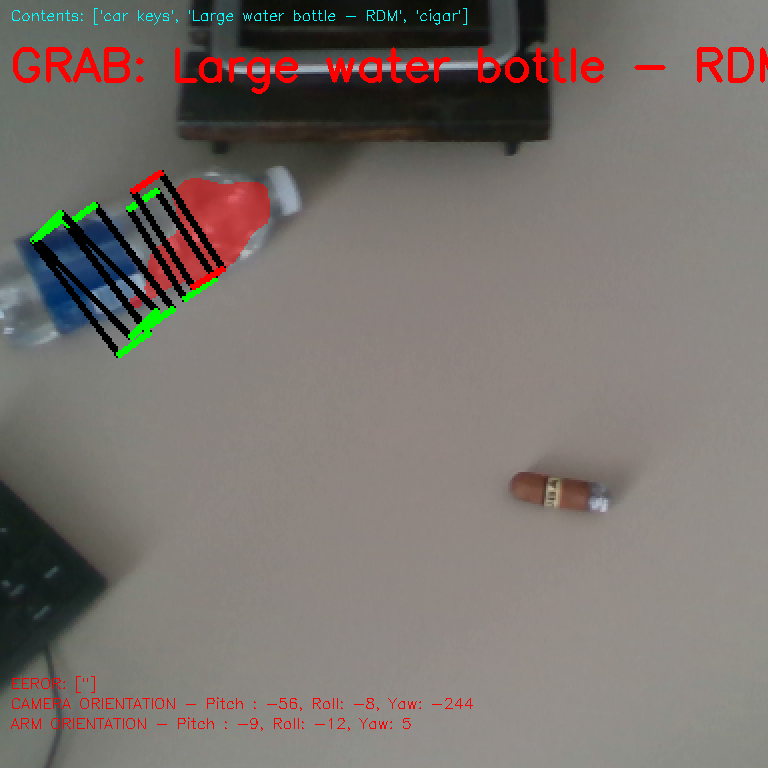 Contents: ['car keys', 'Large water bottle – RDM', 'cigar']
GRAB: Large water bottle – RDM
EEROR: ['']
CAMERA ORIENTATION – Pitch : –56, Roll: –8, Yaw: –244
ARM ORIENTATION – Pitch : –9, Roll: –12, Yaw: 5